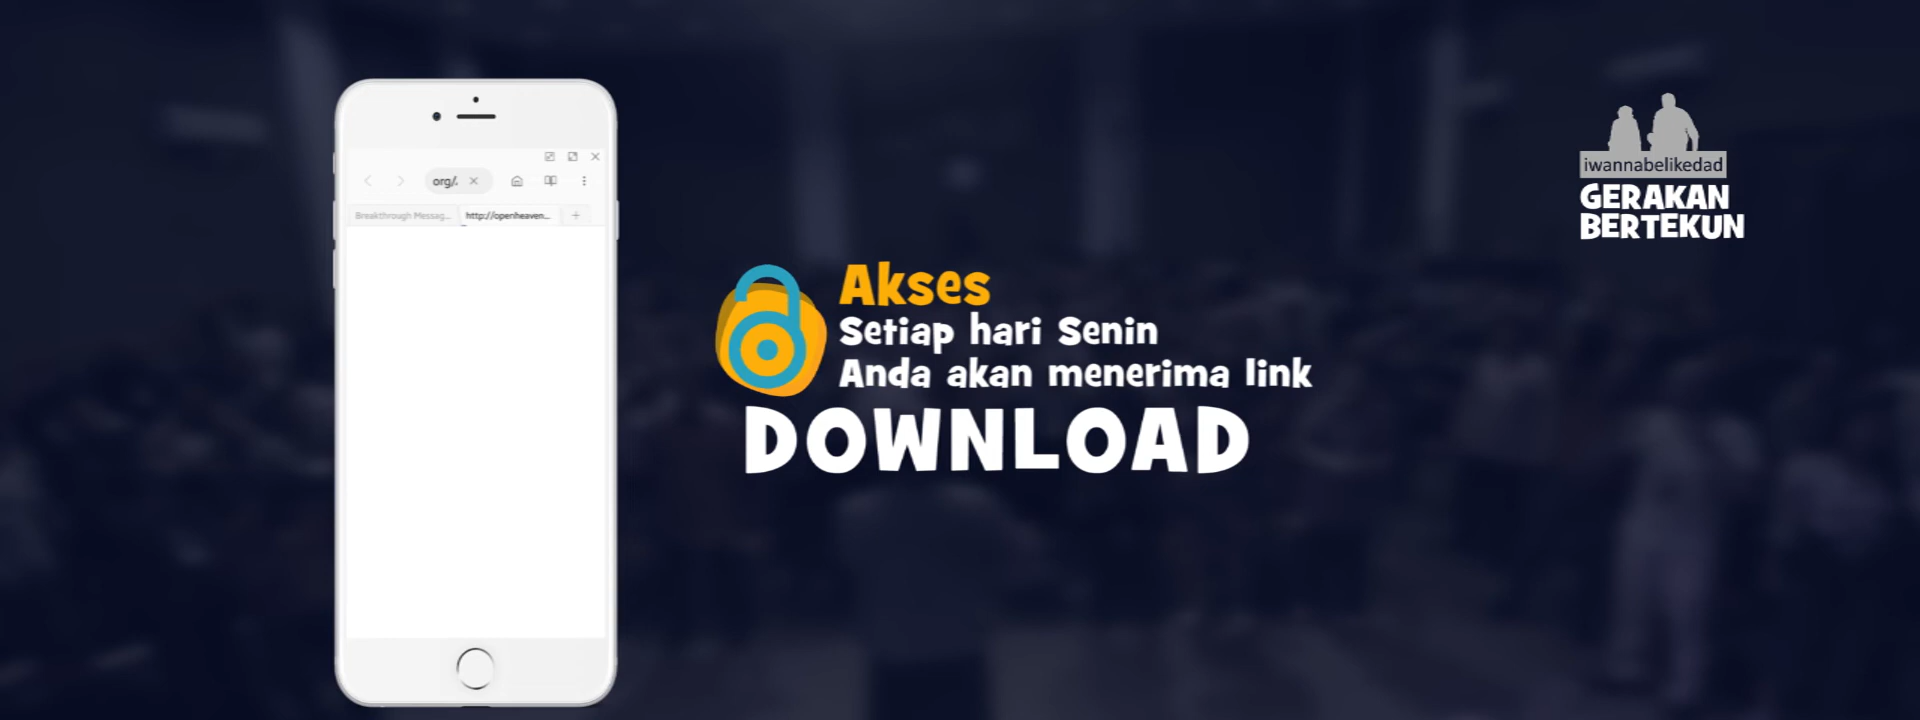 org/.
Breakthrough Messag...
http://openheaven...
Akses
Setiap hari Senin
Anda akan menerima link
DOWNLOAD
iwannabelikedad
GERAKAN
BERTEKUN